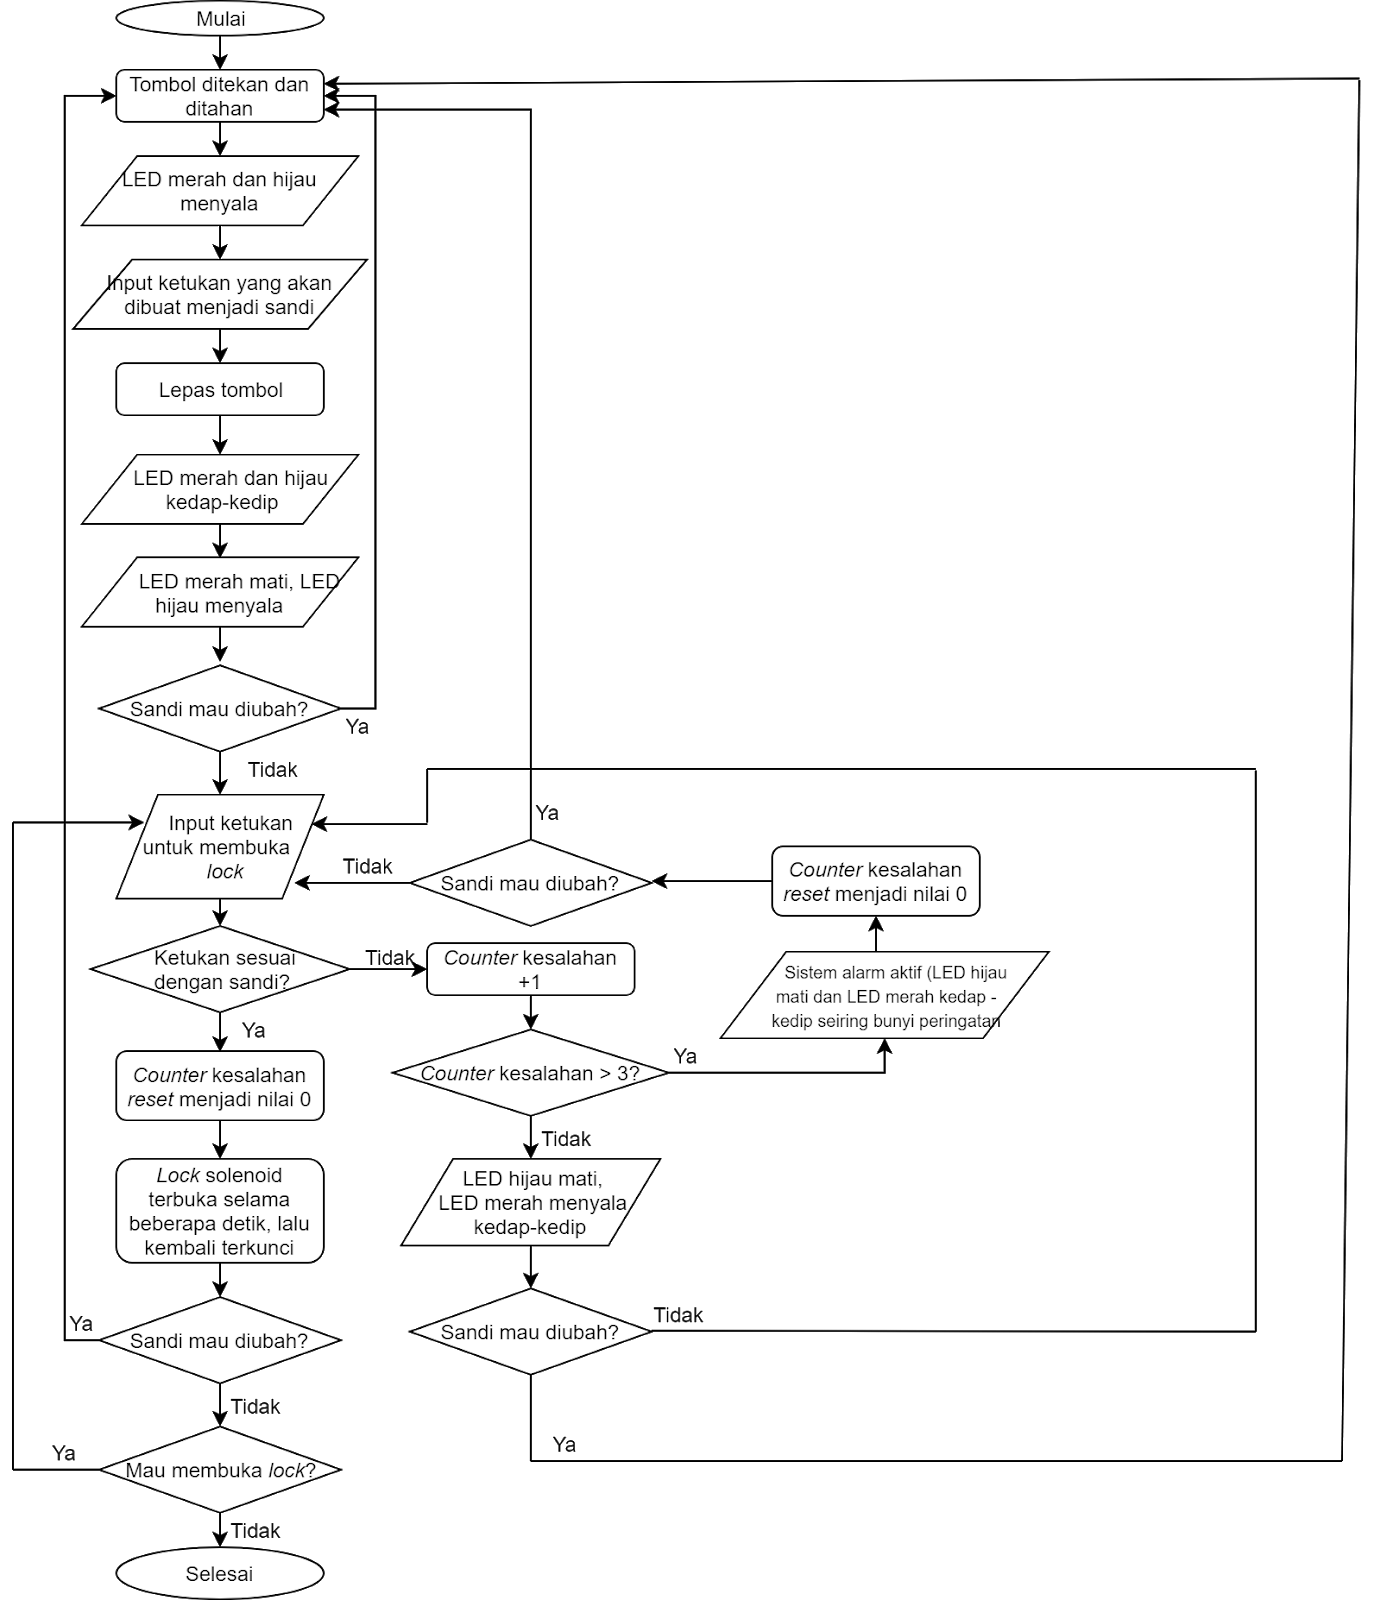 Mulai
Tombol ditekan dan
ditahan
LED merah dan hijau
menyala
Input ketukan yang akan
dibuat menjadi sandi
Lepas tombol
LED merah dan hijau
kedap-kedip
LED merah mati, LED
hijau menyala
Sandi mau diubah?
Ya
Tidak
Input ketukan
untuk membuka
lock
Tidak
Sandi mau diubah?
Ya
Counter kesalahan
reset menjadi nilai 0
Ketukan sesuai
dengan sandi?
Tidak
Counter kesalahan
+1
Sistem alarm aktif (LED hijau
mati dan LED merah kedap -
kedip seiring bunyi peringatan
Ya
Counter kesalahan
reset menjadi nilai 0
Counter kesalahan > 3?
Ya
Tidak
Lock solenoid
terbuka selama
beberapa detik, lalu
kembali terkunci
LED hijau mati,
LED merah menyala
kedap-kedip
Ya
Sandi mau diubah?
Sandi mau diubah?
Tidak
Tidak
Ya
Ya
Mau membuka lock?
Tidak
Selesai